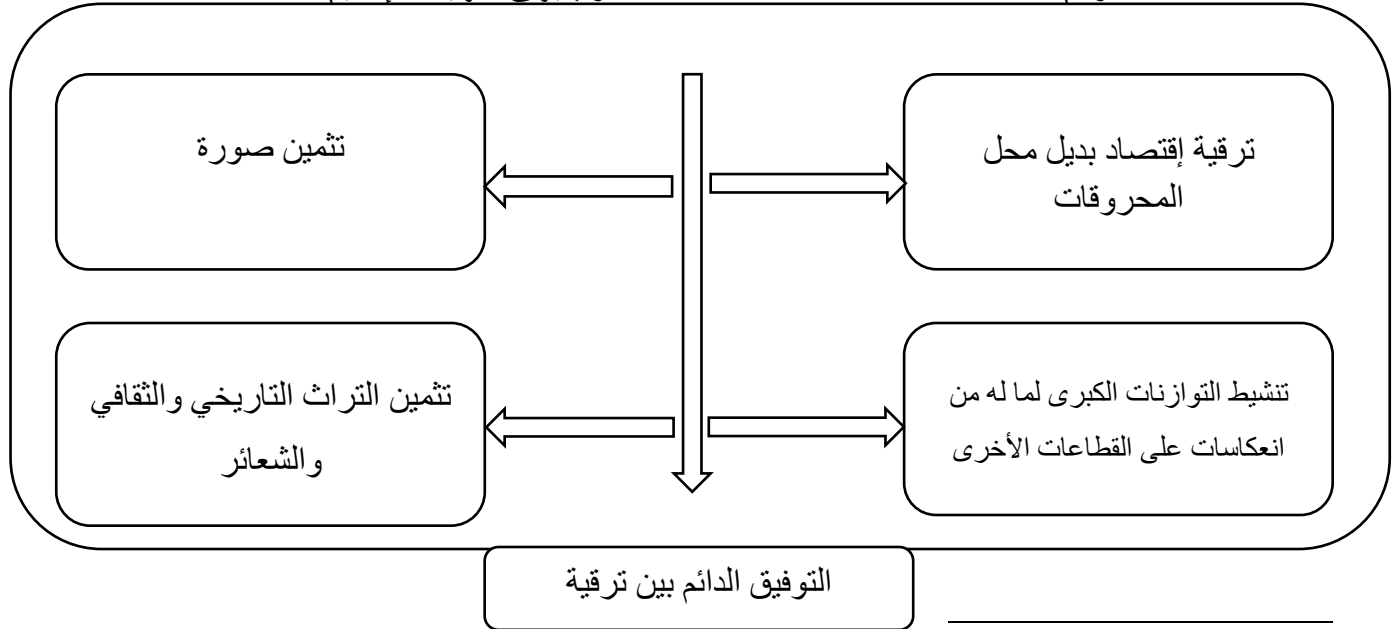 ترقية إقتصاد بديل محل
المحروقات
تثمين صورة
تنشيط التوازنات الكبرى لما له من
انعكاسات على القطاعات الأخرى
تثمين التراث التاريخي والثقافي
والشعائر
التوفيق الدائم بين ترقية